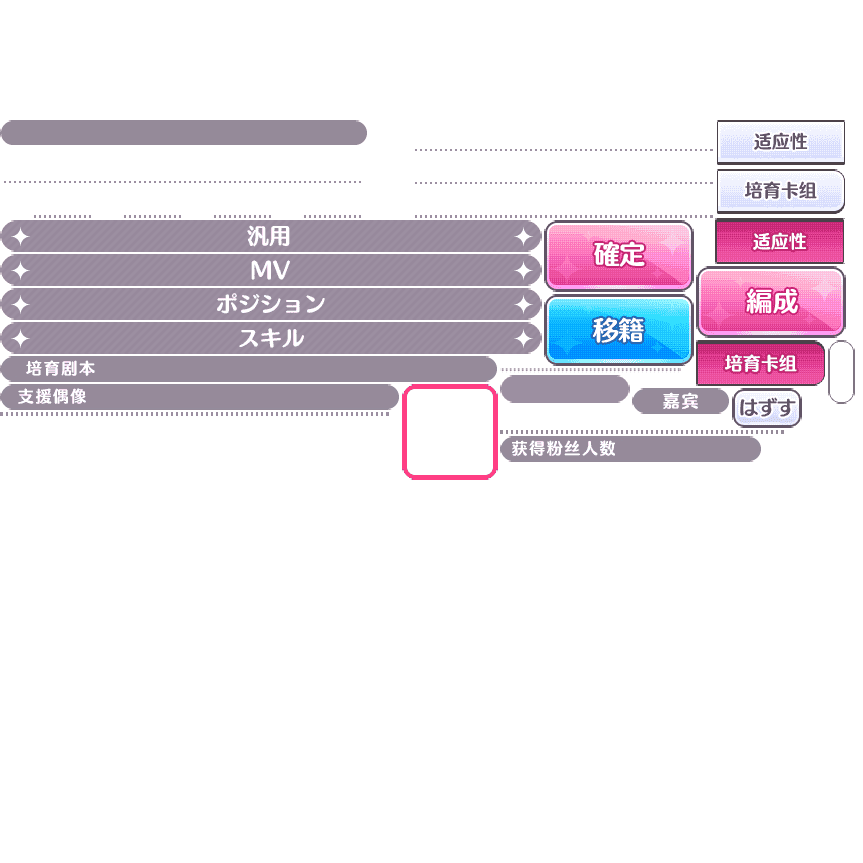 适应性
培育卡组
汎用
確定
适应性
MV
編成
ポジション
移籍
スキル
培育剧本
培育卡组
支援偶像
嘉宾
はずす
获得粉丝人数